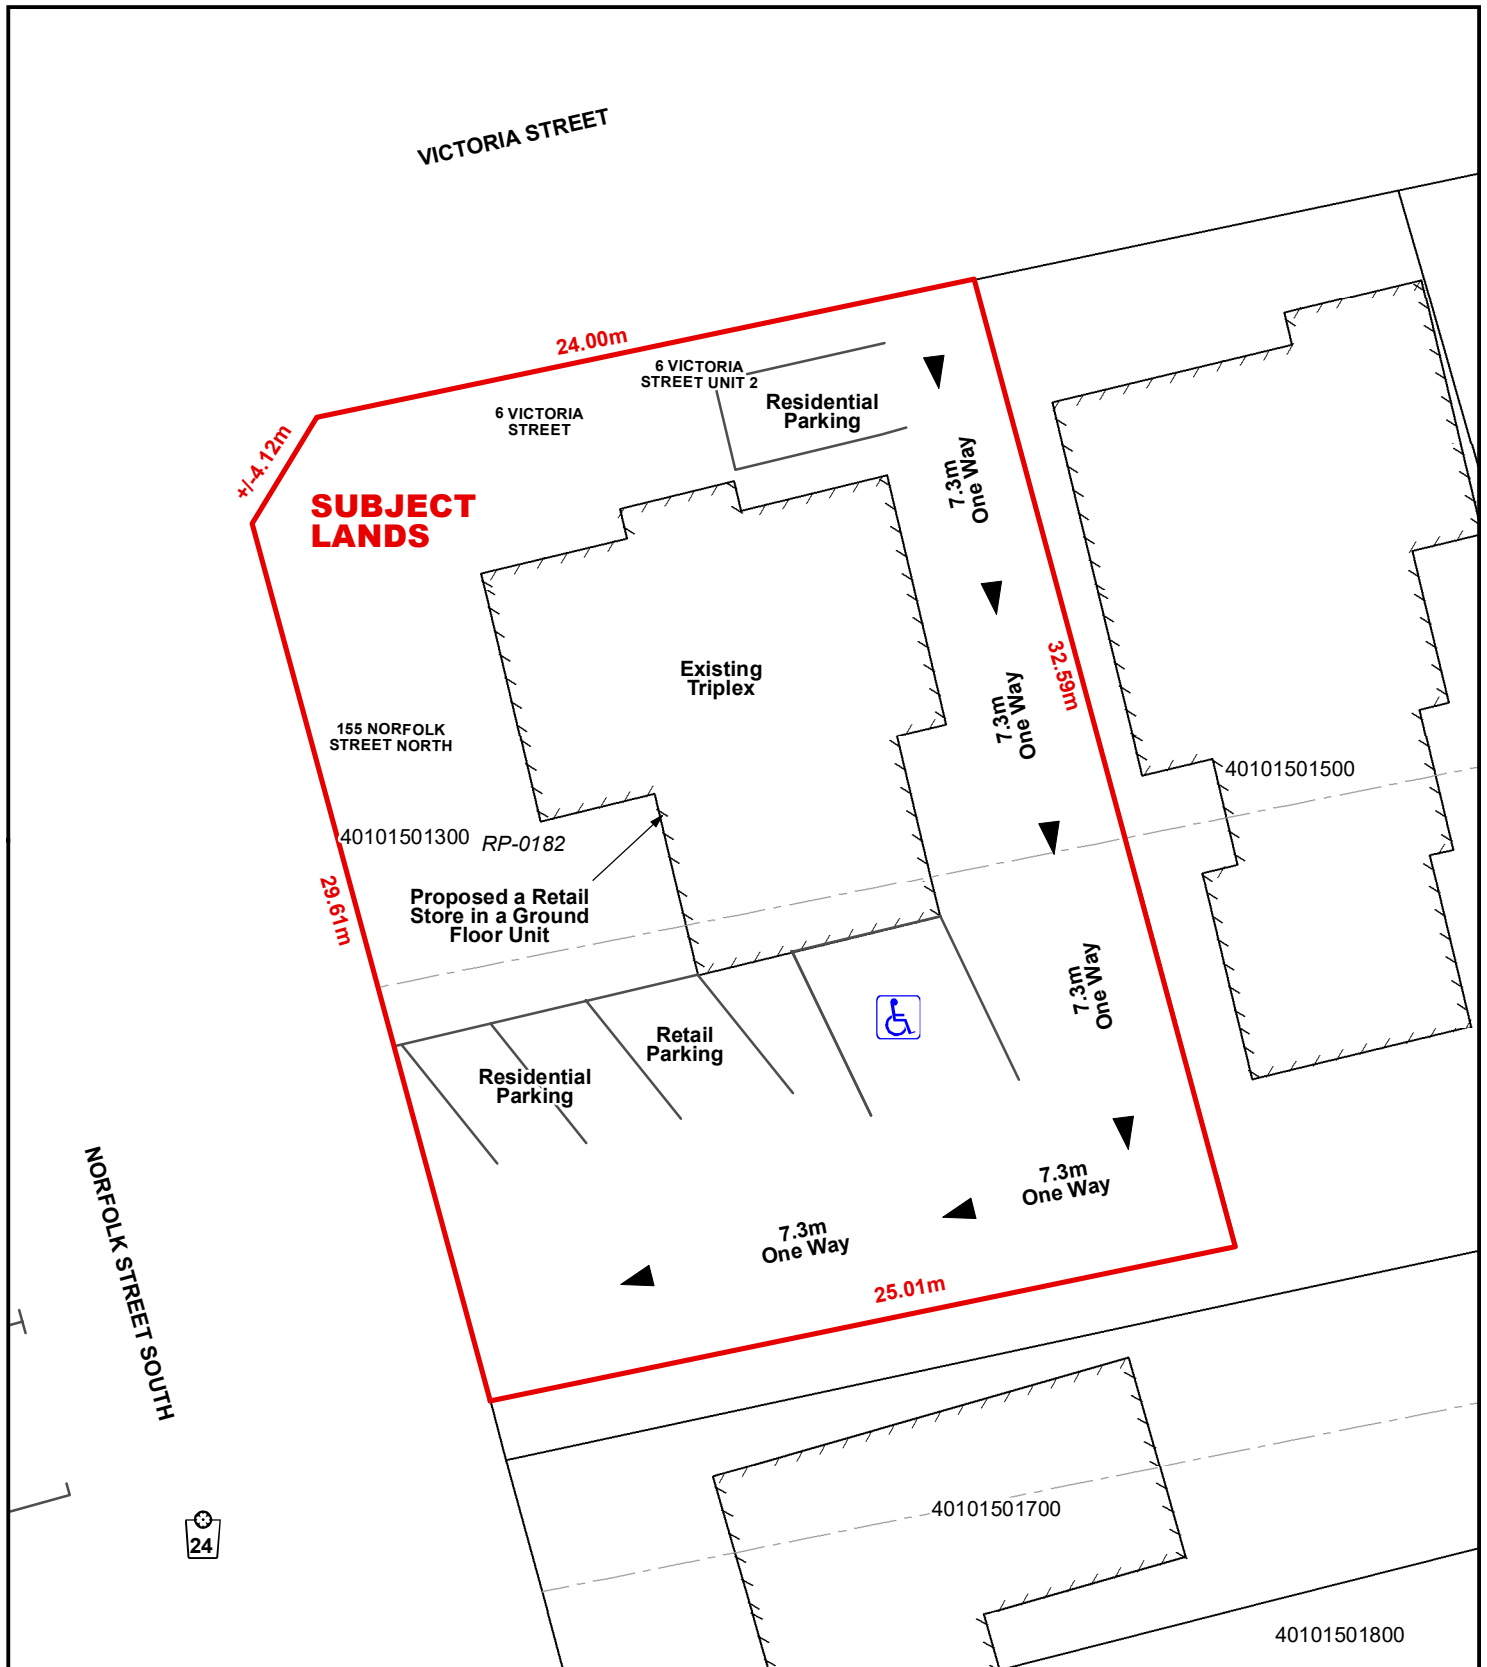 VICTORIA STREET
24.00m
6 VICTORIA
STREET UNIT 2
Residential
Parking
6 VICTORIA
STREET
+/-4.12m
SUBJECT
LANDS
7.3m
One Way
Existing
Triplex
32.59m
7.3m
One Way
155 NORFOLK
STREET NORTH
40101501500
40101501300
RP-0182
Proposed a Retail
Store in a Ground
Floor Unit
29.61m
7.3m
One Way
Retail
Parking
Residential
Parking
7.3m
One Way
7.3m
One Way
25.01m
NORFOLK STREET SOUTH
40101501700
24
40101501800